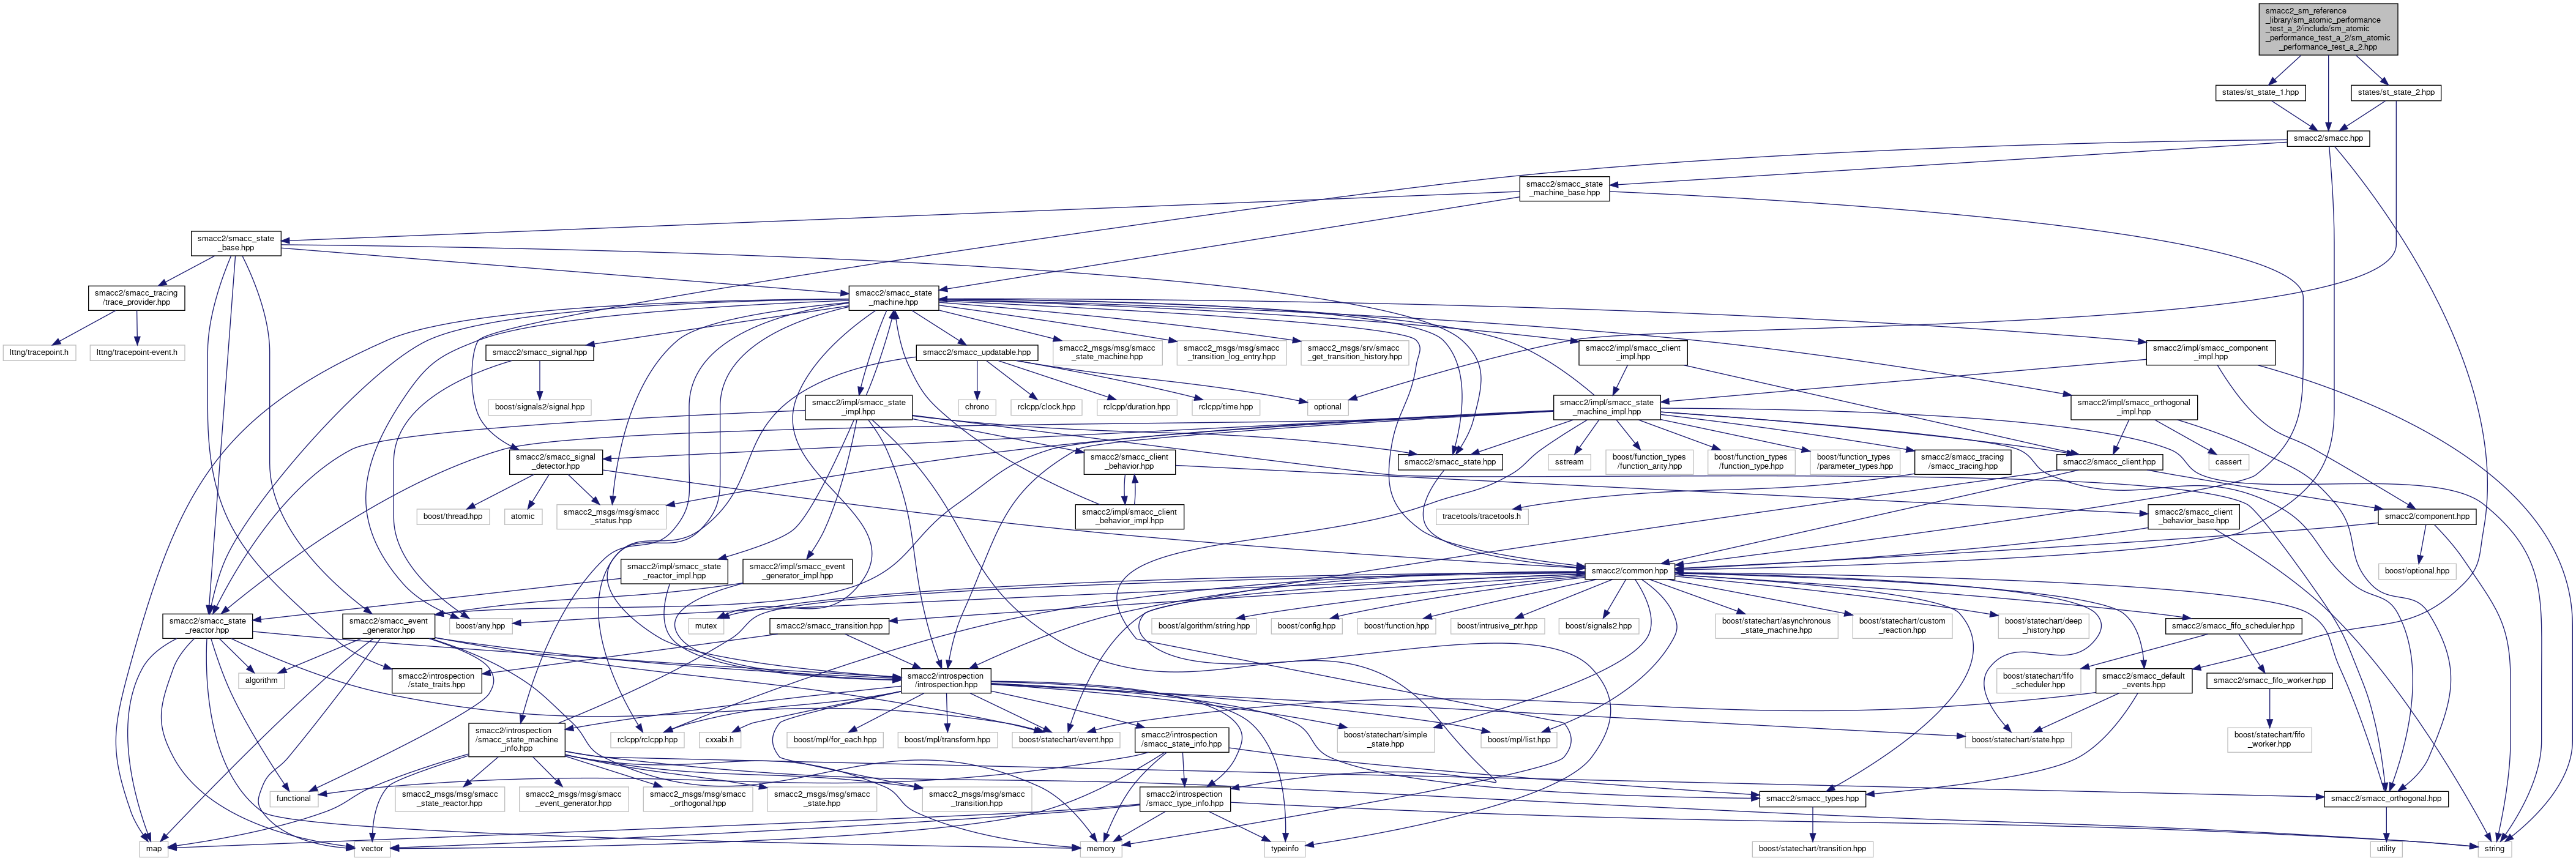 smacc2_sm_reference
_library/sm_atomic_performance
_test_a_2/include/sm_atomic
_performance_test_a_2/sm_atomic
_performance_test_a_2.hpp
states/st_state_1.hpp
states/st_state_2.hpp
smacc2/smacc.hpp
smacc2/smacc_state
_machine_base.hpp
smacc2/smacc_state
_base.hpp
smacc2/smacc_tracing
/trace_provider.hpp
smacc2/smacc_state
_machine.hpp
lttng/tracepoint.h
lttng/tracepoint-event.h
smacc2/smacc_signal.hpp
smacc2/smacc_updatable.hpp
smacc2_msgs/msg/smacc
_state_machine.hpp
smacc2_msgs/msg/smacc
_transition_log_entry.hpp
smacc2_msgs/srv/smacc
_get_transition_history.hpp
smacc2/impl/smacc_client
_impl.hpp
smacc2/impl/smacc_component
_impl.hpp
boost/signals2/signal.hpp
smacc2/impl/smacc_state
_impl.hpp
chrono
rclcpp/clock.hpp
rclcpp/duration.hpp
rclcpp/time.hpp
optional
smacc2/impl/smacc_state
_machine_impl.hpp
smacc2/impl/smacc_orthogonal
_impl.hpp
smacc2/smacc_signal
_detector.hpp
smacc2/smacc_client
_behavior.hpp
smacc2/smacc_state.hpp
sstream
boost/function_types
/function_arity.hpp
boost/function_types
/function_type.hpp
boost/function_types
/parameter_types.hpp
smacc2/smacc_tracing
/smacc_tracing.hpp
smacc2/smacc_client.hpp
cassert
boost/thread.hpp
atomic
smacc2_msgs/msg/smacc
_status.hpp
smacc2/impl/smacc_client
_behavior_impl.hpp
tracetools/tracetools.h
smacc2/smacc_client
_behavior_base.hpp
smacc2/component.hpp
smacc2/impl/smacc_state
_reactor_impl.hpp
smacc2/impl/smacc_event
_generator_impl.hpp
smacc2/common.hpp
boost/optional.hpp
smacc2/smacc_state
_reactor.hpp
smacc2/smacc_event
_generator.hpp
boost/any.hpp
mutex
smacc2/smacc_transition.hpp
boost/algorithm/string.hpp
boost/config.hpp
boost/function.hpp
boost/intrusive_ptr.hpp
boost/signals2.hpp
boost/statechart/asynchronous
_state_machine.hpp
boost/statechart/custom
_reaction.hpp
boost/statechart/deep
_history.hpp
smacc2/smacc_fifo_scheduler.hpp
algorithm
smacc2/introspection
/state_traits.hpp
smacc2/introspection
/introspection.hpp
boost/statechart/fifo
_scheduler.hpp
smacc2/smacc_default
_events.hpp
smacc2/smacc_fifo_worker.hpp
smacc2/introspection
/smacc_state_machine
_info.hpp
rclcpp/rclcpp.hpp
cxxabi.h
boost/mpl/for_each.hpp
boost/mpl/transform.hpp
boost/statechart/event.hpp
smacc2/introspection
/smacc_state_info.hpp
boost/statechart/simple
_state.hpp
boost/mpl/list.hpp
boost/statechart/state.hpp
boost/statechart/fifo
_worker.hpp
functional
smacc2_msgs/msg/smacc
_state_reactor.hpp
smacc2_msgs/msg/smacc
_event_generator.hpp
smacc2_msgs/msg/smacc
_orthogonal.hpp
smacc2_msgs/msg/smacc
_state.hpp
smacc2_msgs/msg/smacc
_transition.hpp
smacc2/introspection
/smacc_type_info.hpp
smacc2/smacc_types.hpp
smacc2/smacc_orthogonal.hpp
map
vector
memory
typeinfo
boost/statechart/transition.hpp
utility
string